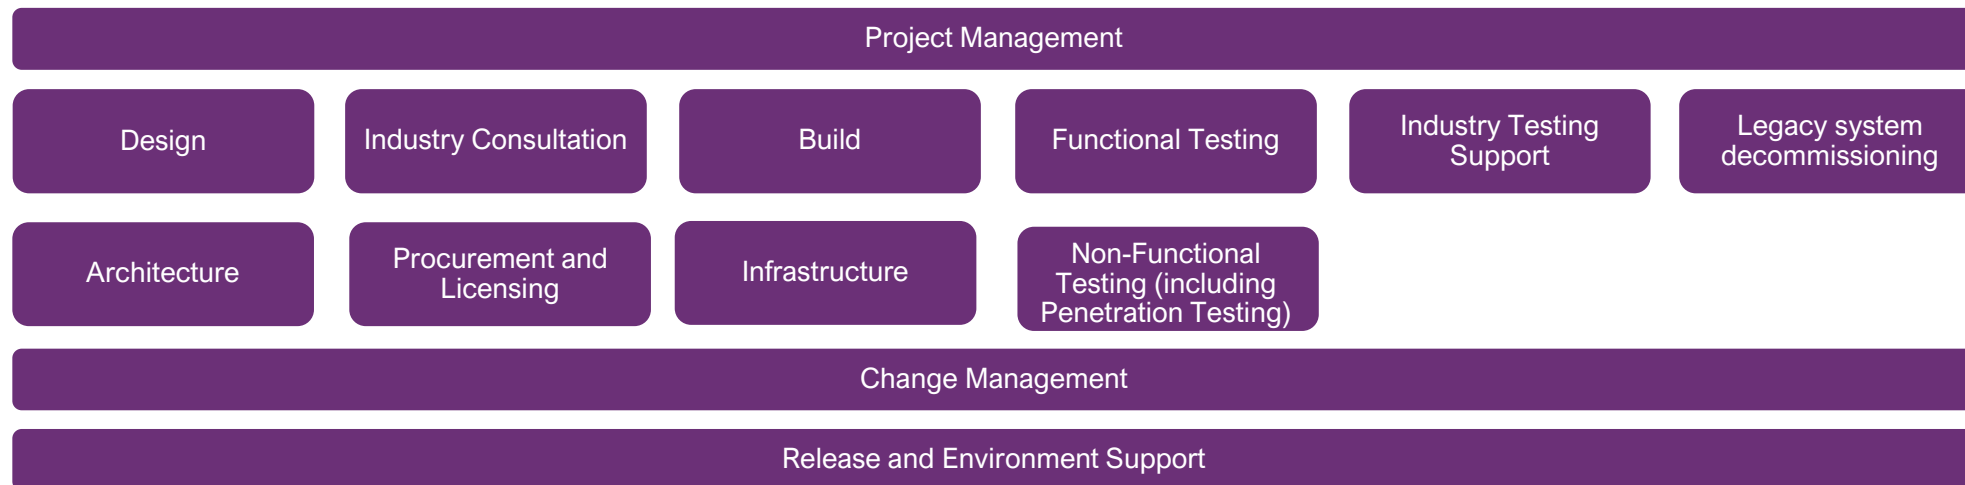 Project Management
Design
Industry Consultation
Build
Functional Testing
Industry Testing
Support
Legacy system
decommissioning
Architecture
Procurement and
Licensing
Infrastructure
Non-Functional
Testing (including
Penetration Testing)
Change Management
Release and Environment Support